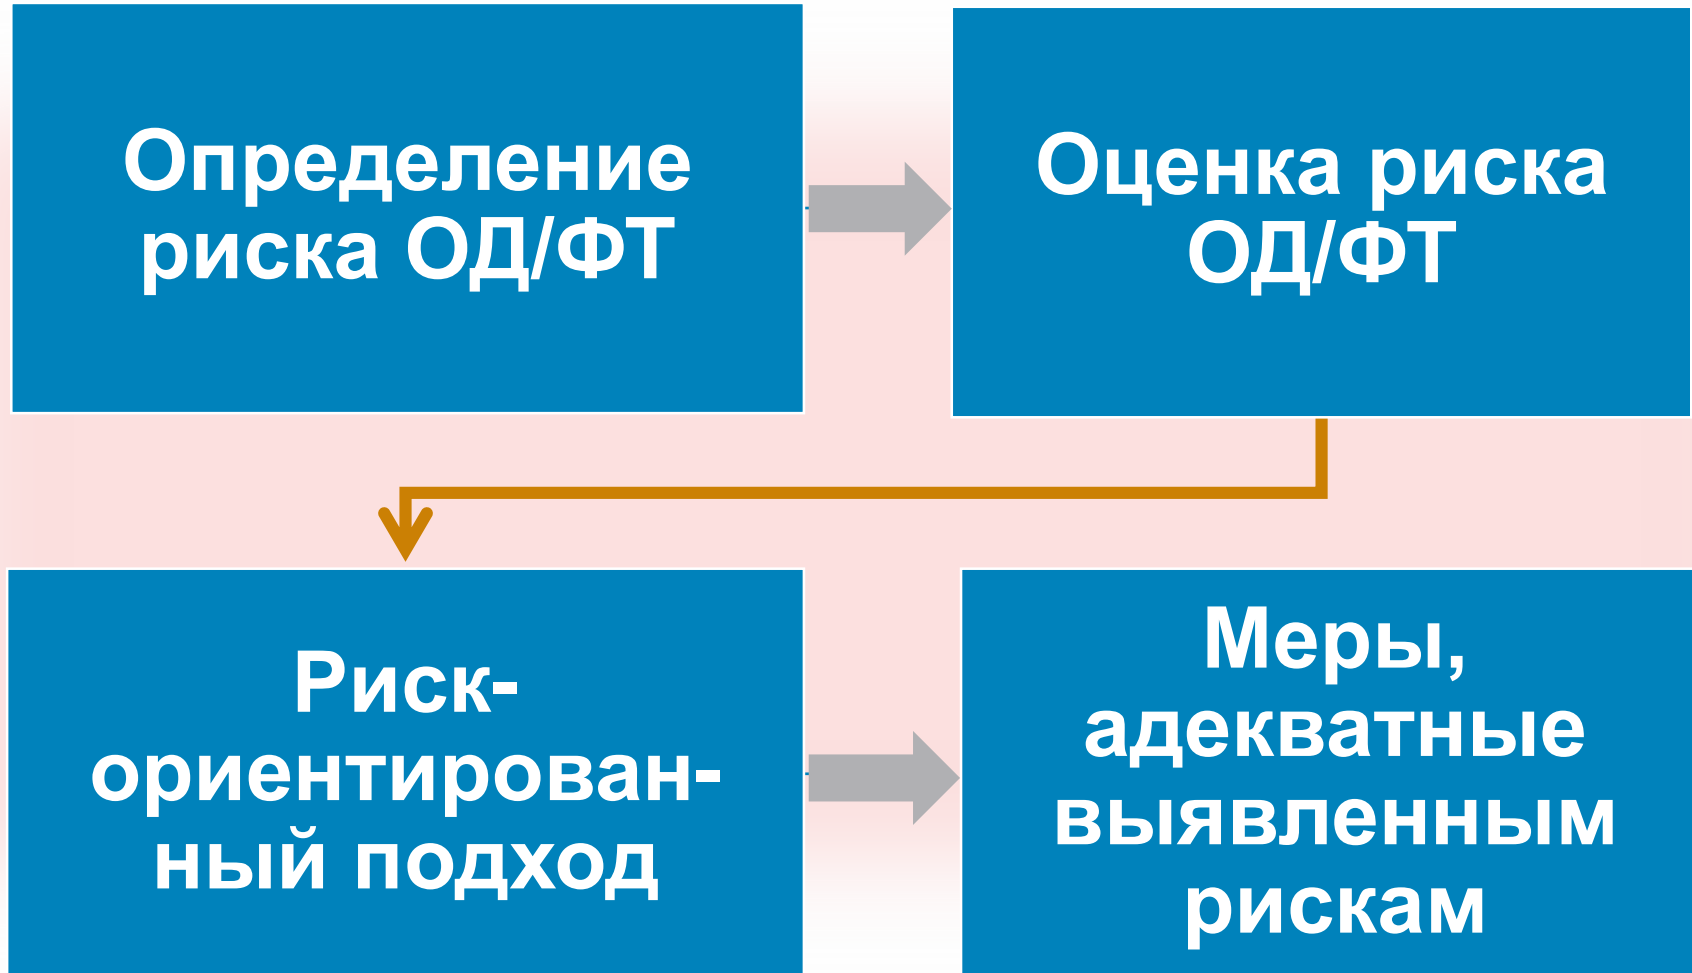 Определение
риска ОД/ФТ
Оценка риска
ОД/ФТ
Риск-
ориентирован-
ный подход
Меры,
адекватные
выявленным
рискам